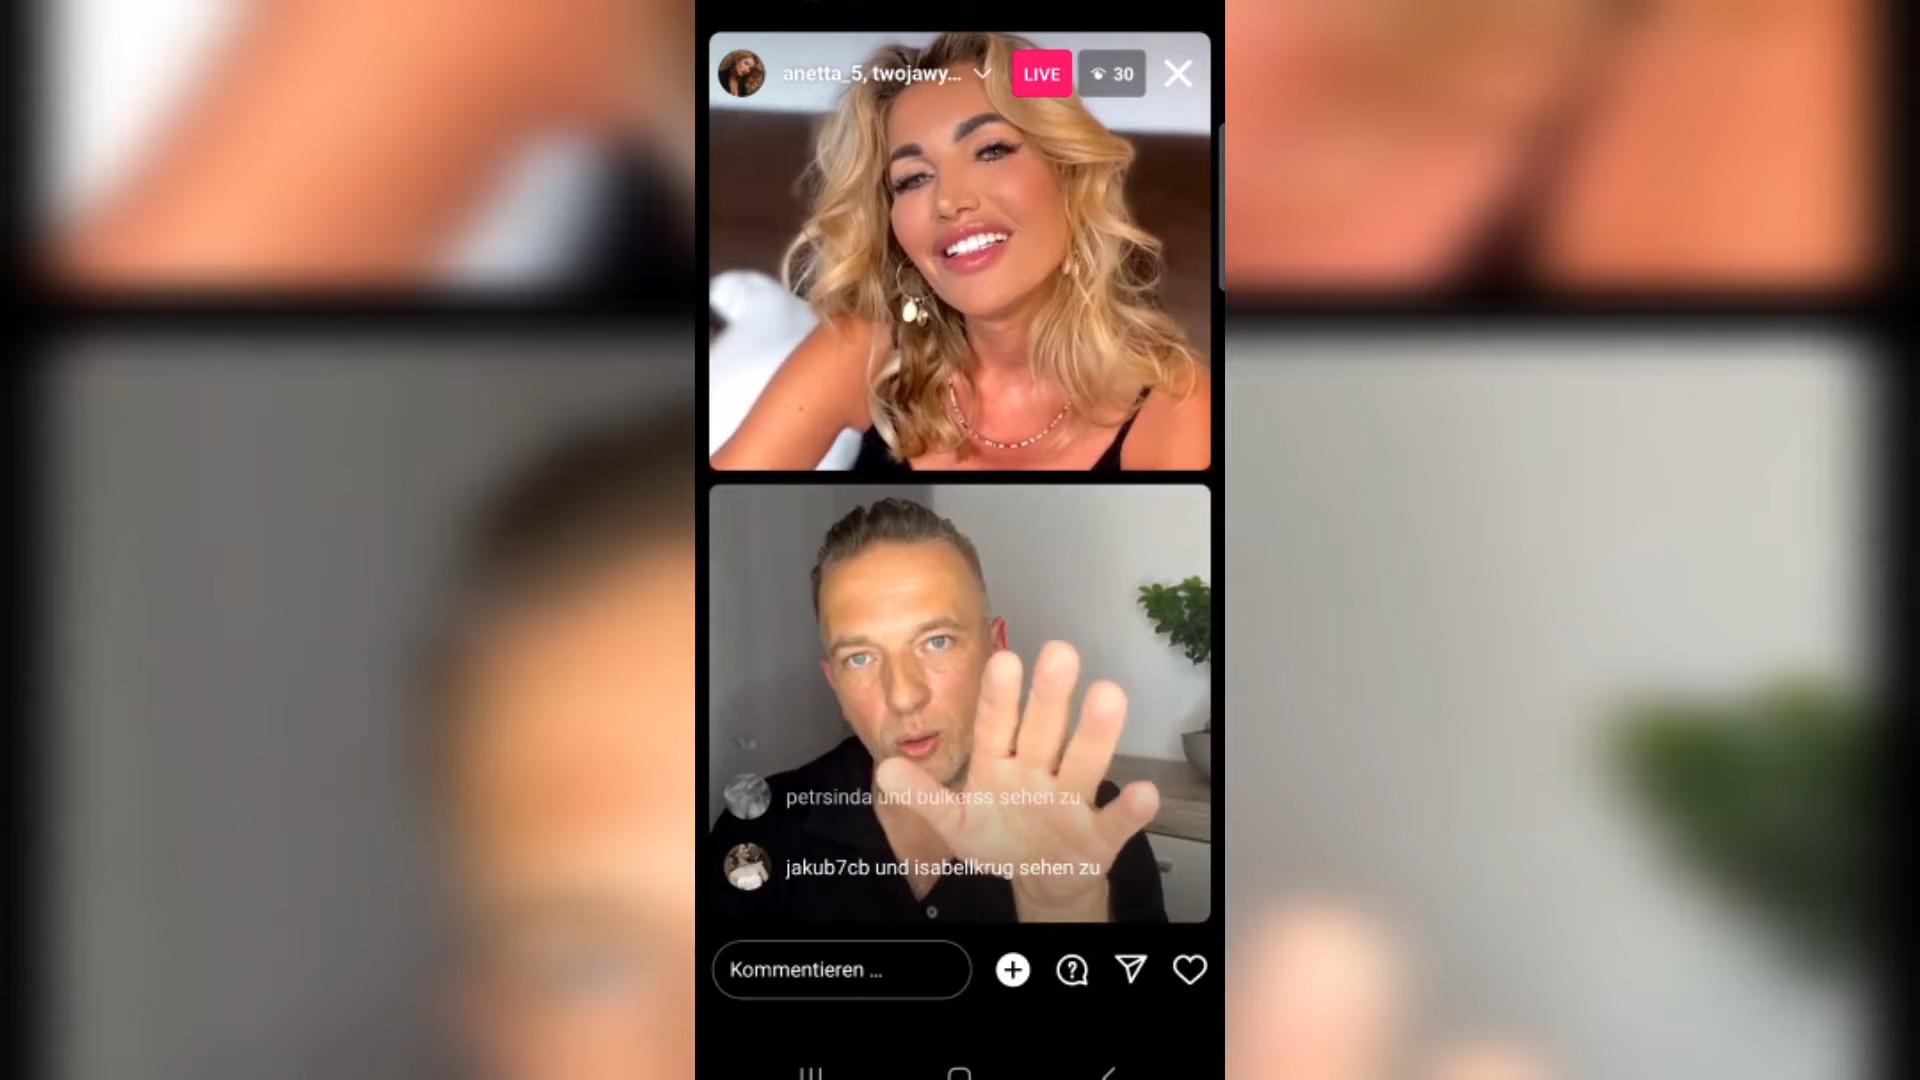 anetta_5, twojawy...
LIVE
30
petrsinda und bulkerss sehen zu
jakub7cb und isabellkrug sehen zu
Kommentieren ...